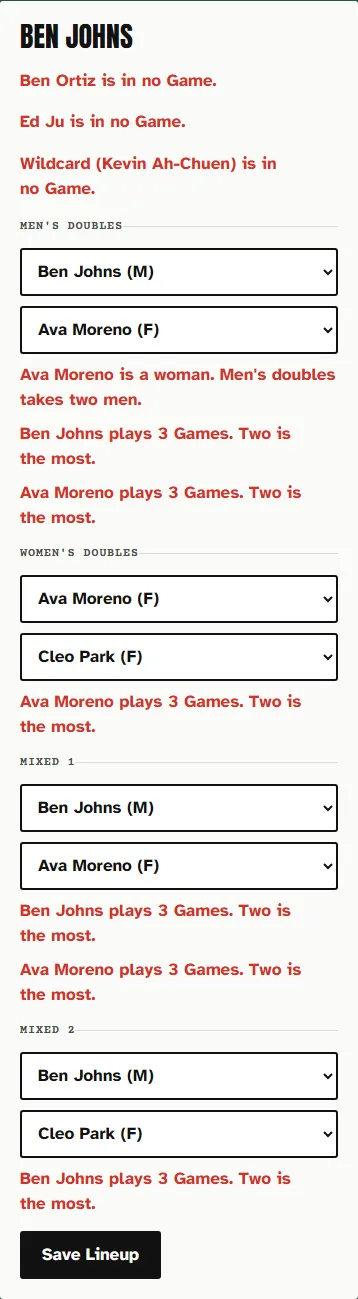 BEN JOHNS
Ben Ortiz is in no Game.
Ed Ju is in no Game.
Wildcard (Kevin Ah-Chuen) is in
no Game.
MEN'S DOUBLES
Ben Johns (M)
Ava Moreno (F)
Ava Moreno is a woman. Men's doubles
takes two men.
Ben Johns plays 3 Games. Two is
the most.
Ava Moreno plays 3 Games. Two is
the most.
WOMEN'S DOUBLES
Ava Moreno (F)
Cleo Park (F)
Ava Moreno plays 3 Games. Two is
the most.
MIXED 1
Ben Johns (M)
Ava Moreno (F)
Ben Johns plays 3 Games. Two is
the most.
Ava Moreno plays 3 Games. Two is
the most.
MIXED 2
Ben Johns (M)
Cleo Park (F)
Ben Johns plays 3 Games. Two is
the most.
Save Lineup